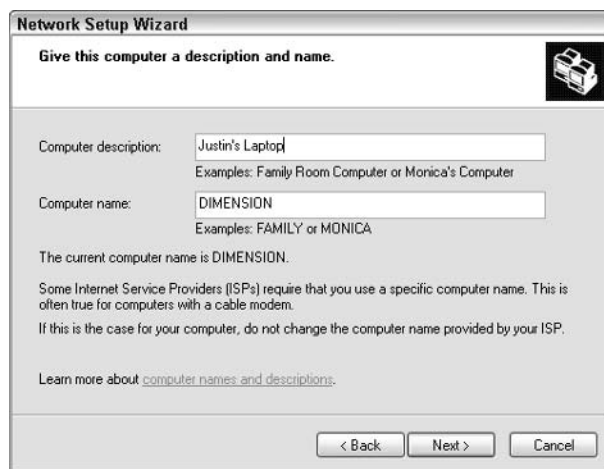 Network Setup Wizard
Give this computer a description and name.
Computer description:
Justin's Laptop
Examples: Family Room Computer or Monica's Computer
Computer name:
DIMENSION
Examples: FAMILY or MONICA
The current computer name is DIMENSION.
Some Internet Service Providers (ISPs) require that you use a specific computer name. This is
often true for computers with a cable modem.
If this is the case for your computer, do not change the computer name provided by your ISP.
Learn more about computer names and descriptions.
< Back
Next >
Cancel